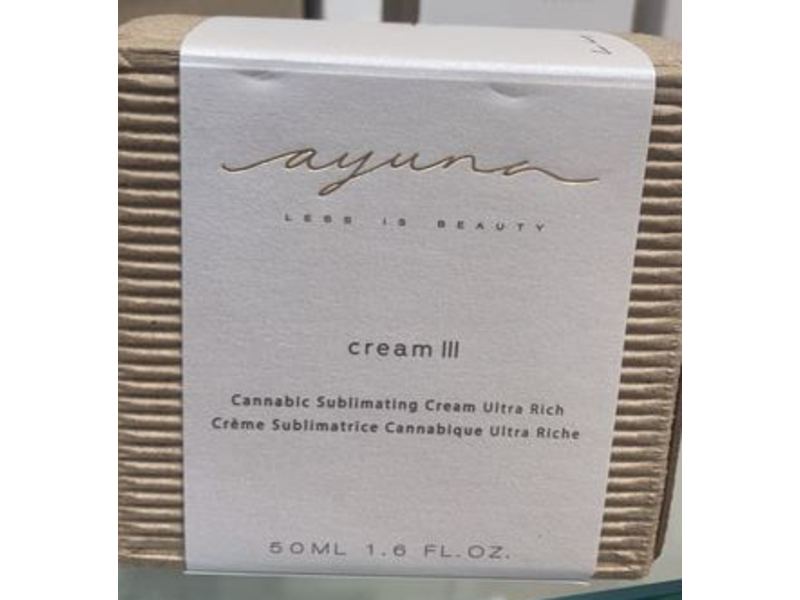 ayuna
LESS IS BEAUTY
cream III
Cannabic Sublimating Cream Ultra Rich
Crème Sublimatrice Cannabique Ultra Riche
50ML 1.6 FL.OZ.